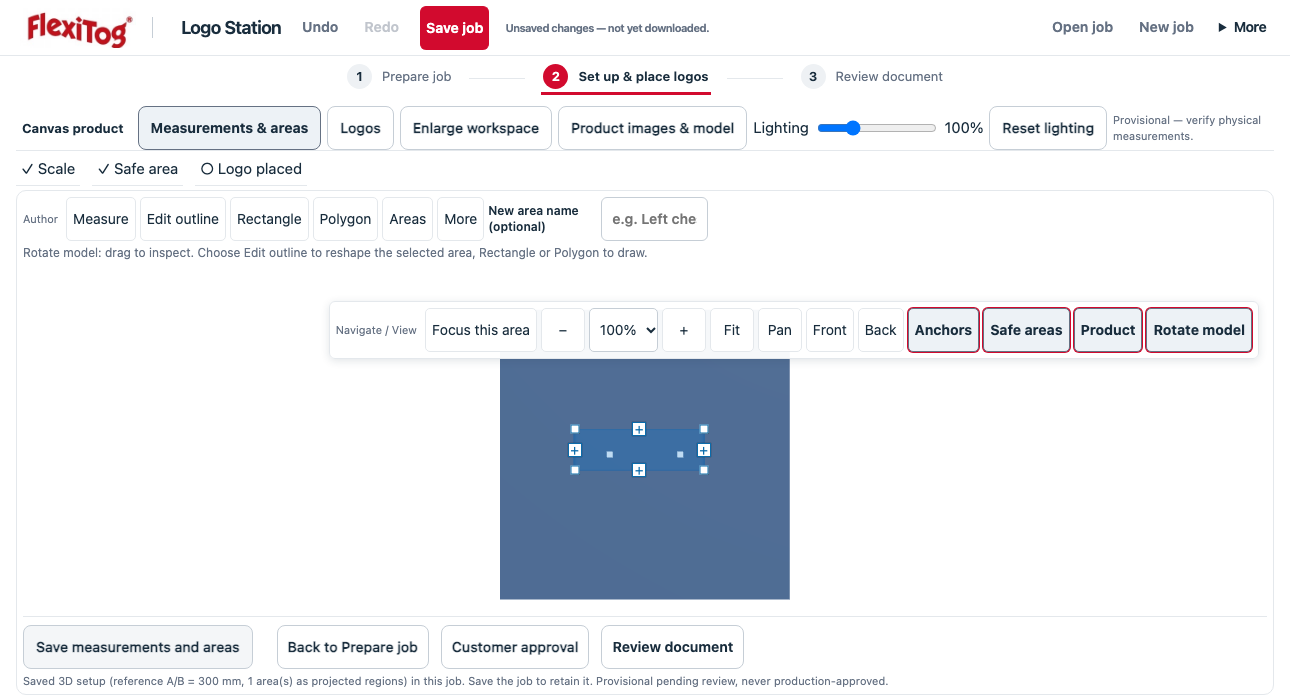 FlexiTog®
Logo Station Undo Redo Save job Unsaved changes — not yet downloaded. Open job New job ▶ More
1 Prepare job 2 Set up & place logos 3 Review document
Canvas product Measurements & areas Logos Enlarge workspace Product images & model Lighting 100% Reset lighting Provisional — verify physical
measurements.
✓ Scale ✓ Safe area ○ Logo placed
Author Measure Edit outline Rectangle Polygon Areas More New area name
(optional) e.g. Left che
Rotate model: drag to inspect. Choose Edit outline to reshape the selected area, Rectangle or Polygon to draw.
Navigate / View Focus this area − 100% + Fit Pan Front Back Anchors Safe areas Product Rotate model
Save measurements and areas Back to Prepare job Customer approval Review document
Saved 3D setup (reference A/B = 300 mm, 1 area(s) as projected regions) in this job. Save the job to retain it. Provisional pending review, never production-approved.